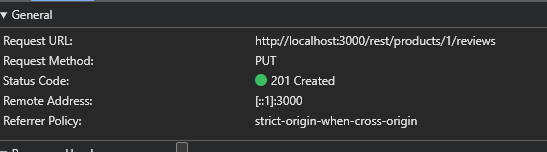 General
Request URL: http://localhost:3000/rest/products/1/reviews
Request Method: PUT
Status Code: 201 Created
Remote Address: [::1]:3000
Referrer Policy: strict-origin-when-cross-origin